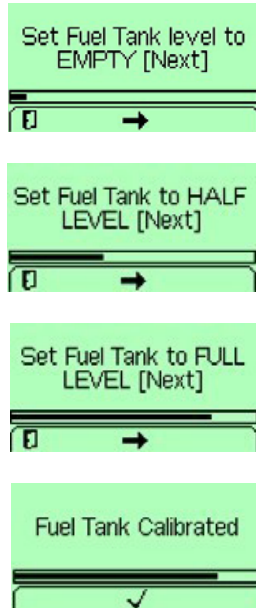 Set Fuel Tank level to
EMPTY [Next]
Set Fuel Tank to HALF
LEVEL [Next]
Set Fuel Tank to FULL
LEVEL [Next]
Fuel Tank Calibrated